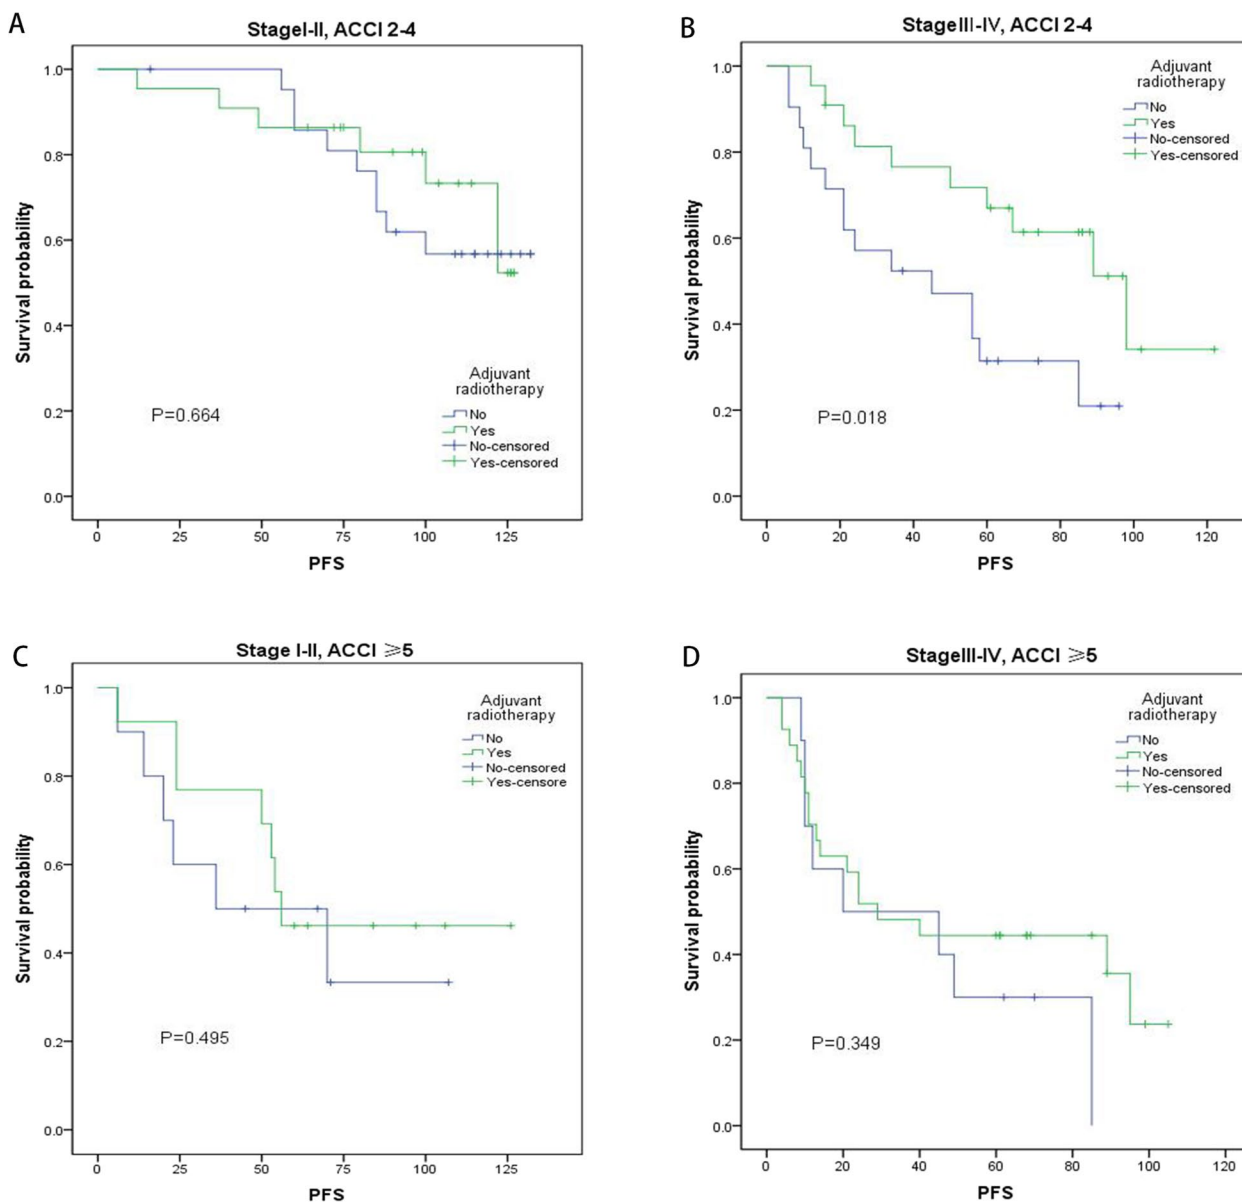 A
StageI-II, ACCI 2-4
Survival probability
1.0
0.8
0.6
0.4
0.2
0.0
Adjuvant
radiotherapy
No
Yes
No-censored
Yes-censored
P=0.664
0 25 50 75 100 125
PFS
B
StageIII-IV, ACCI 2-4
Survival probability
1.0
0.8
0.6
0.4
0.2
0.0
Adjuvant
radiotherapy
No
Yes
No-censored
Yes-censored
P=0.018
0 20 40 60 80 100 120
PFS
C
Stage I-II, ACCI ≥5
Survival probability
1.0
0.8
0.6
0.4
0.2
0.0
Adjuvant
radiotherapy
No
Yes
No-censored
Yes-censore
P=0.495
0 25 50 75 100 125
PFS
D
StageIII-IV, ACCI ≥5
Survival probability
1.0
0.8
0.6
0.4
0.2
0.0
Adjuvant
radiotherapy
No
Yes
No-censored
Yes-censored
P=0.349
0 20 40 60 80 100 120
PFS